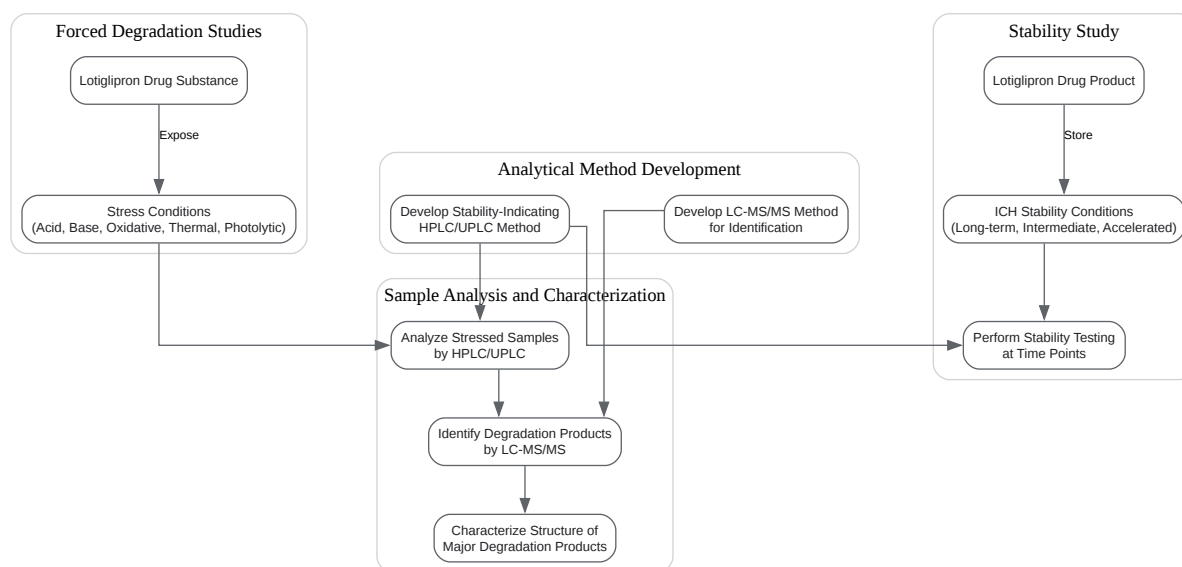 Forced Degradation Studies
Lotiglipron Drug Substance
Expose
Stress Conditions
(Acid, Base, Oxidative, Thermal, Photolytic)
Analytical Method Development
Develop Stability-Indicating
HPLC/UPLC Method
Develop LC-MS/MS Method
for Identification
Sample Analysis and Characterization
Analyze Stressed Samples
by HPLC/UPLC
Identify Degradation Products
by LC-MS/MS
Characterize Structure of
Major Degradation Products
Stability Study
Lotiglipron Drug Product
Store
ICH Stability Conditions
(Long-term, Intermediate, Accelerated)
Perform Stability Testing
at Time Points